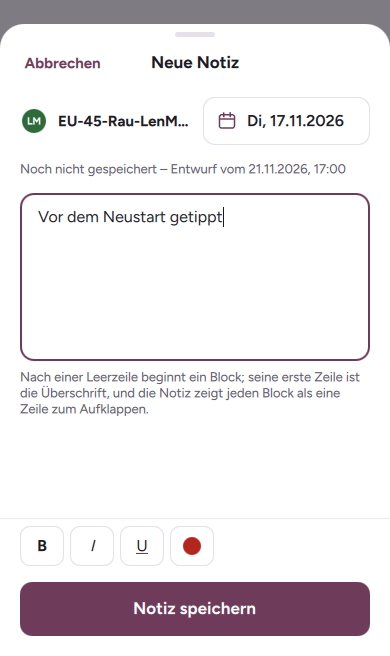 Abbrechen
Neue Notiz
LM
EU-45-Rau-LenM...
Di, 17.11.2026
Noch nicht gespeichert – Entwurf vom 21.11.2026, 17:00
Vor dem Neustart getippt
Nach einer Leerzeile beginnt ein Block; seine erste Zeile ist
die Überschrift, und die Notiz zeigt jeden Block als eine
Zeile zum Aufklappen.
B
I
U
Notiz speichern